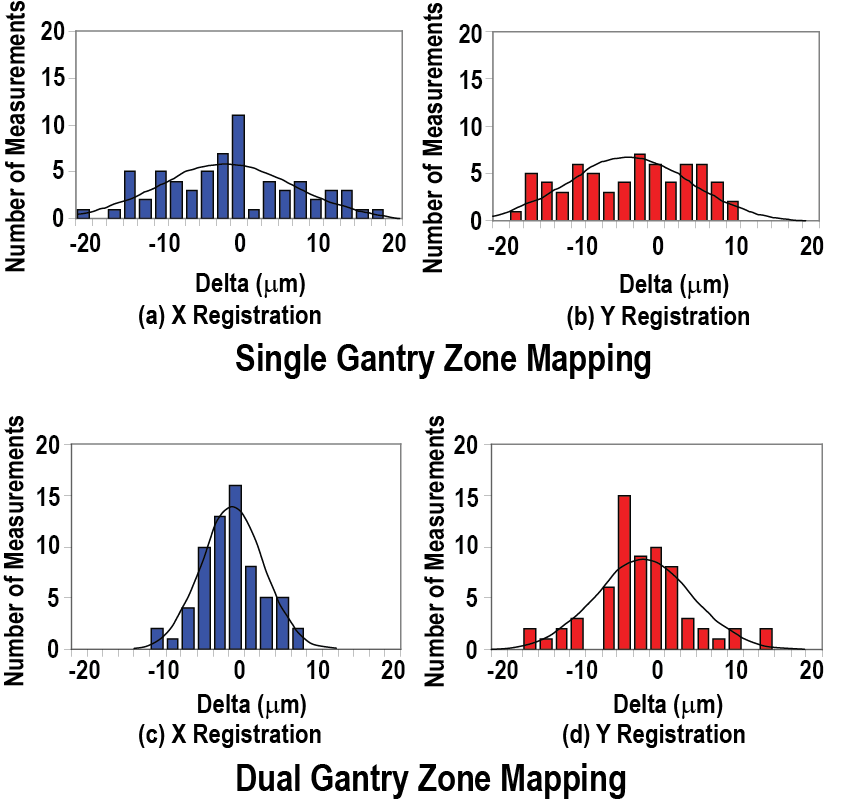 Number of Measurements
20
15
10
5
0
-20 -10 0 10 20
Delta (μm)
(a) X Registration
Number of Measurements
20
15
10
5
0
-20 -10 0 10 20
Delta (μm)
(b) Y Registration
Single Gantry Zone Mapping
Number of Measurements
20
15
10
5
0
-20 -10 0 10 20
Delta (μm)
(c) X Registration
Number of Measurements
20
15
10
5
0
-20 -10 0 10 20
Delta (μm)
(d) Y Registration
Dual Gantry Zone Mapping